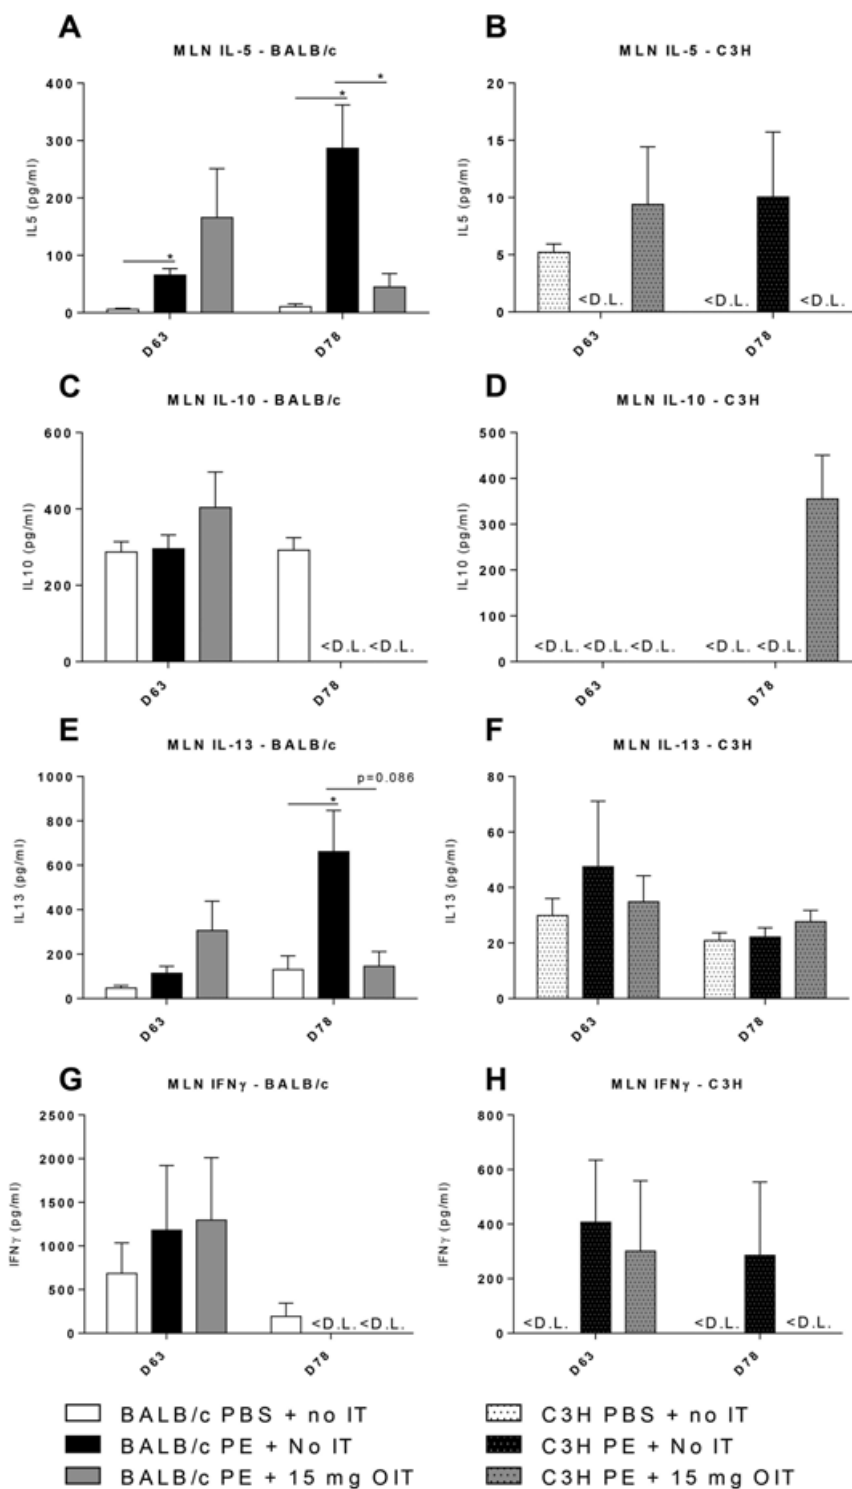 A
MLN IL-5 - BALB/c
IL5 (pg/ml)
400
300
200
100
0
*
*
*
D63
D78
B
MLN IL-5 - C3H
IL5 (pg/ml)
20
15
10
5
0
<D.L.
<D.L.
<D.L.
D63
D78
C
MLN IL-10 - BALB/c
IL10 (pg/ml)
600
400
200
0
<D.L. <D.L.
D63
D78
D
MLN IL-10 - C3H
IL10 (pg/ml)
500
400
300
200
100
0
<D.L. <D.L. <D.L.
<D.L. <D.L.
D63
D78
E
MLN IL-13 - BALB/c
IL13 (pg/ml)
1000
800
600
400
200
0
p=0.086
*
D63
D78
F
MLN IL-13 - C3H
IL13 (pg/ml)
80
60
40
20
0
D63
D78
G
MLN IFNγ - BALB/c
IFNγ (pg/ml)
2500
2000
1500
1000
500
0
<D.L. <D.L.
D63
D78
H
MLN IFNγ - C3H
IFNγ (pg/ml)
800
600
400
200
0
<D.L.
<D.L.
<D.L.
D63
D78
BALB/c PBS + no IT
BALB/c PE + No IT
BALB/c PE + 15 mg OIT
C3H PBS + no IT
C3H PE + No IT
C3H PE + 15 mg OIT